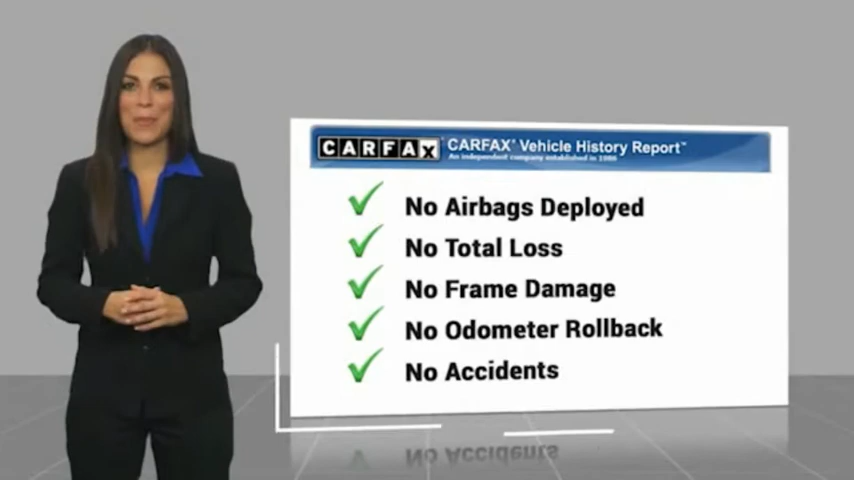 CARFAX CARFAX® Vehicle History Report™
An independent company established in 1986
No Airbags Deployed
No Total Loss
No Frame Damage
No Odometer Rollback
No Accidents
No Accidents